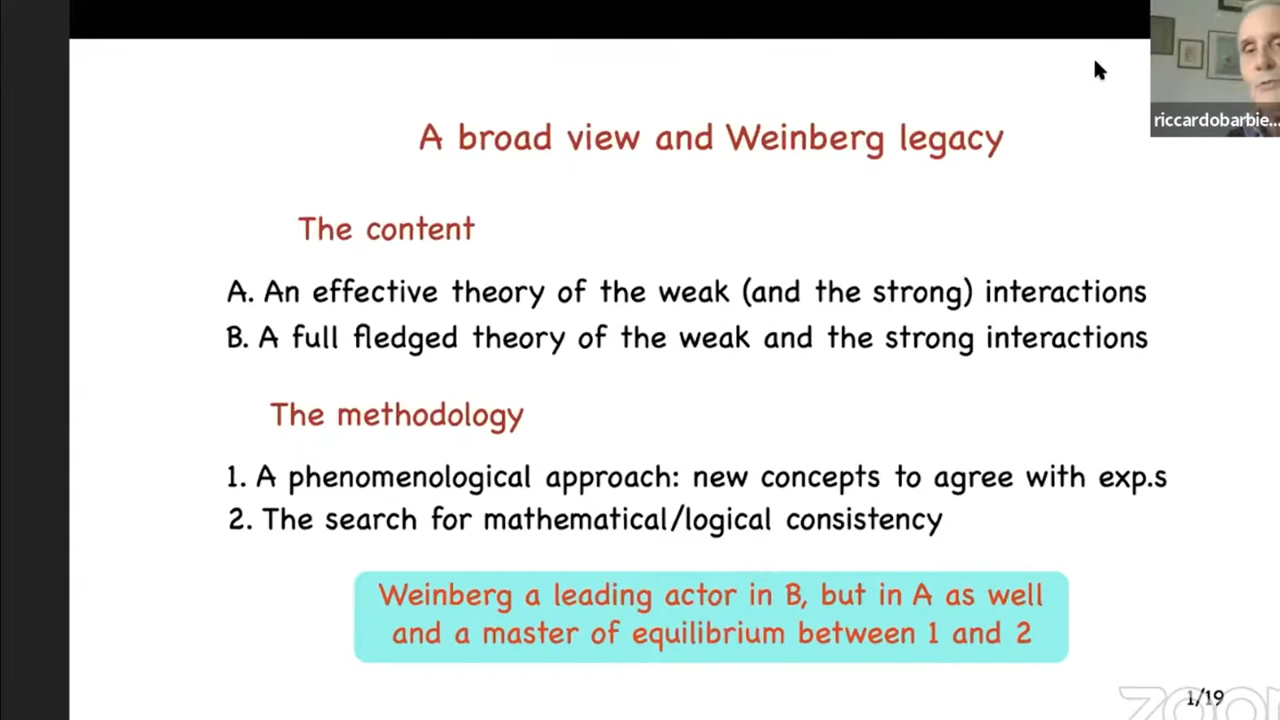 riccardobarbie...
A broad view and Weinberg legacy
The content
A. An effective theory of the weak (and the strong) interactions
B. A full fledged theory of the weak and the strong interactions
The methodology
1. A phenomenological approach: new concepts to agree with exp.s
2. The search for mathematical/logical consistency
Weinberg a leading actor in B, but in A as well
and a master of equilibrium between 1 and 2
1/19
zoom